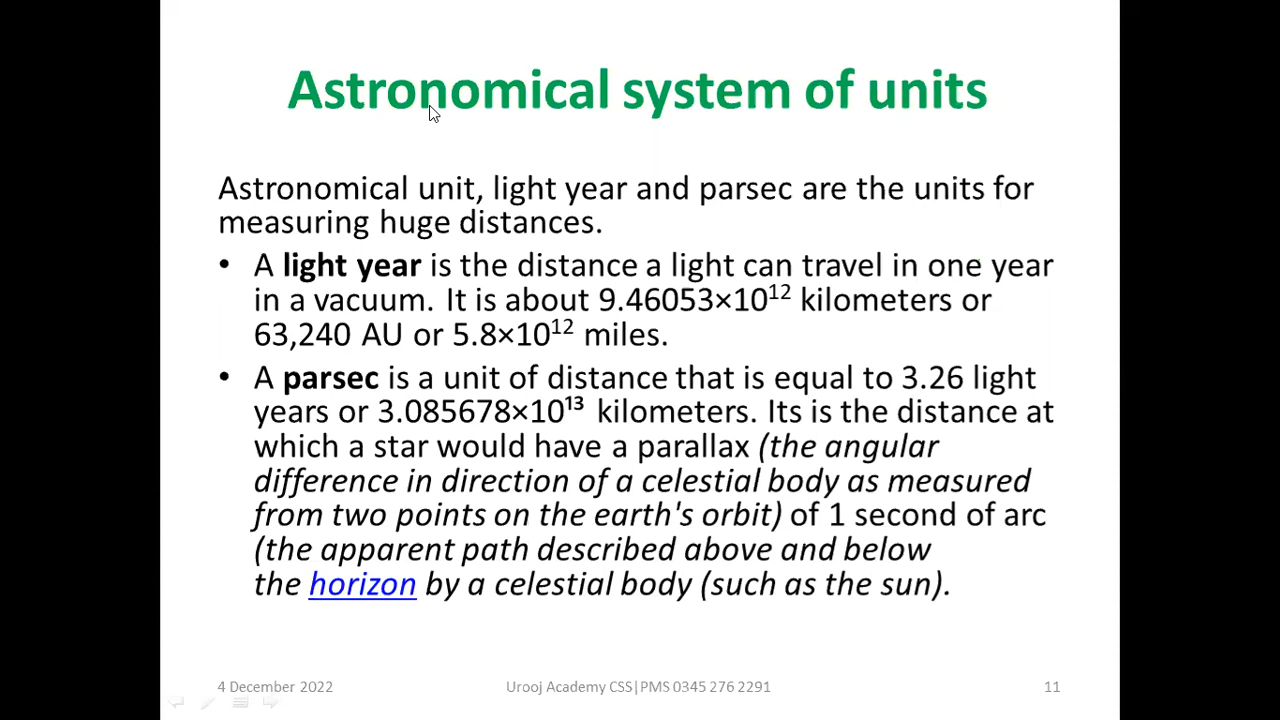 Astronomical system of units
Astronomical unit, light year and parsec are the units for
measuring huge distances.
• A light year is the distance a light can travel in one year
in a vacuum. It is about 9.46053×10¹² kilometers or
63,240 AU or 5.8×10¹² miles.
• A parsec is a unit of distance that is equal to 3.26 light
years or 3.085678×10¹³ kilometers. Its is the distance at
which a star would have a parallax (the angular
difference in direction of a celestial body as measured
from two points on the earth's orbit) of 1 second of arc
(the apparent path described above and below
the horizon by a celestial body (such as the sun).
4 December 2022
Urooj Academy CSS|PMS 0345 276 2291
11